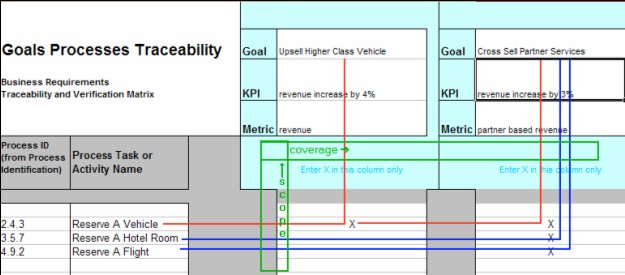 Goals Processes Traceability
Business Requirements
Traceability and Verification Matrix
Goal Upsell Higher Class Vehicle Goal Cross Sell Partner Services
KPI revenue increase by 4% KPI revenue increase by 3%
Metric revenue Metric partner based revenue
coverage →
Process ID
(from Process
Identification)
Process Task or
Activity Name
Enter X in this column only Enter X in this column only
scope
2.4.3 Reserve A Vehicle X X
3.5.7 Reserve A Hotel Room X
4.9.2 Reserve A Flight X